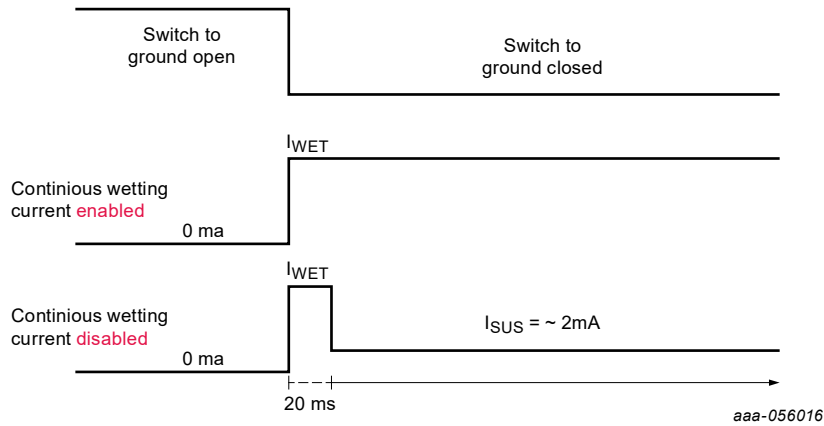 Switch to
ground open
Switch to
ground closed
IWET
Continious wetting
current enabled
0 ma
IWET
Continious wetting
current disabled
ISUS = ~ 2mA
0 ma
20 ms
aaa-056016